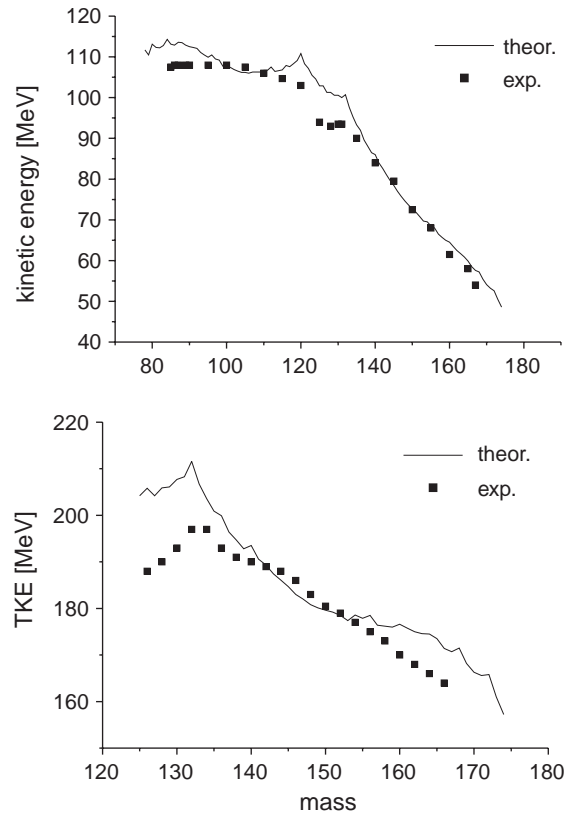 120
110
100
90
80
70
60
50
40
kinetic energy [MeV]
theor.
exp.
80 100 120 140 160 180
220
200
180
160
TKE [MeV]
theor.
exp.
120 130 140 150 160 170 180
mass